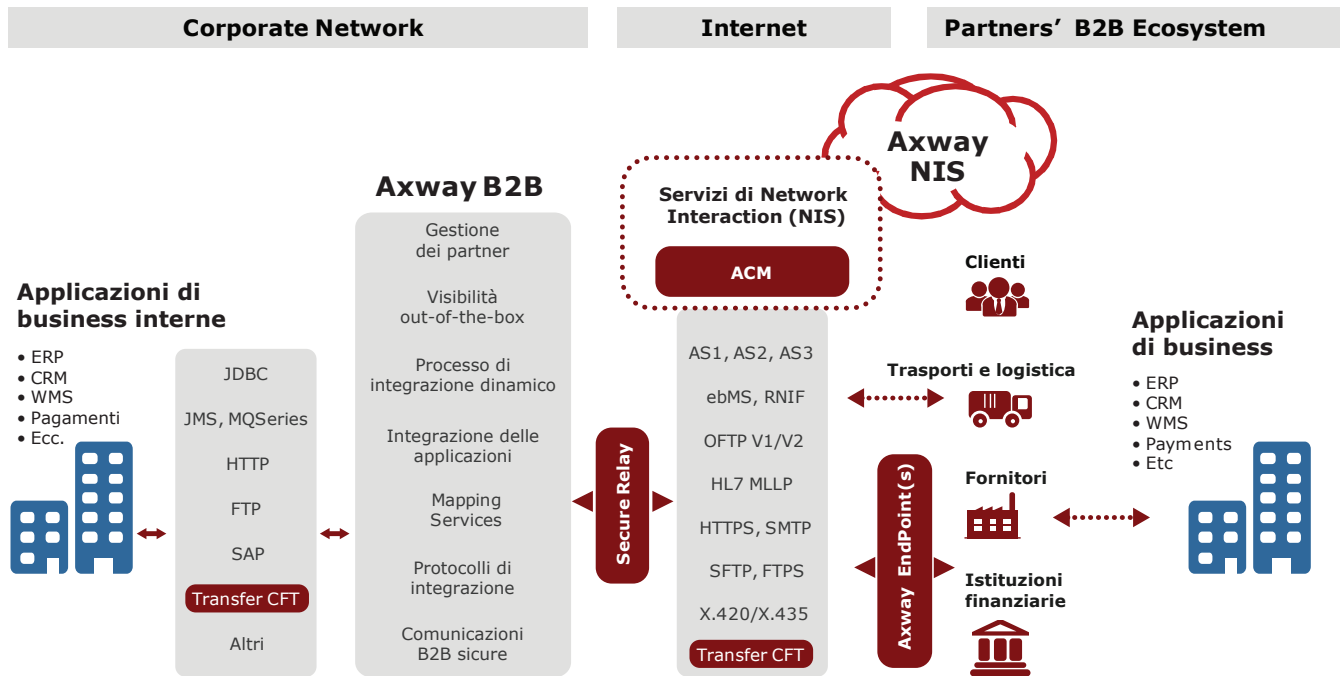 Corporate Network
Internet
Partners' B2B Ecosystem
Axway
NIS
Servizi di Network
Interaction (NIS)
ACM
Axway B2B
Gestione
dei partner
Visibilità
out-of-the-box
Processo di
integrazione dinamico
Integrazione delle
applicazioni
Mapping
Services
Protocolli di
integrazione
Comunicazioni
B2B sicure
Applicazioni di
business interne
• ERP
• CRM
• WMS
• Pagamenti
• Ecc.
JDBC
JMS, MQSeries
HTTP
FTP
SAP
Transfer CFT
Altri
Secure Relay
AS1, AS2, AS3
ebMS, RNIF
OFTP V1/V2
HL7 MLLP
HTTPS, SMTP
SFTP, FTPS
X.420/X.435
Transfer CFT
Axway EndPoint(s)
Clienti
Trasporti e logistica
Fornitori
Istituzioni
finanziarie
Applicazioni
di business
• ERP
• CRM
• WMS
• Payments
• Etc